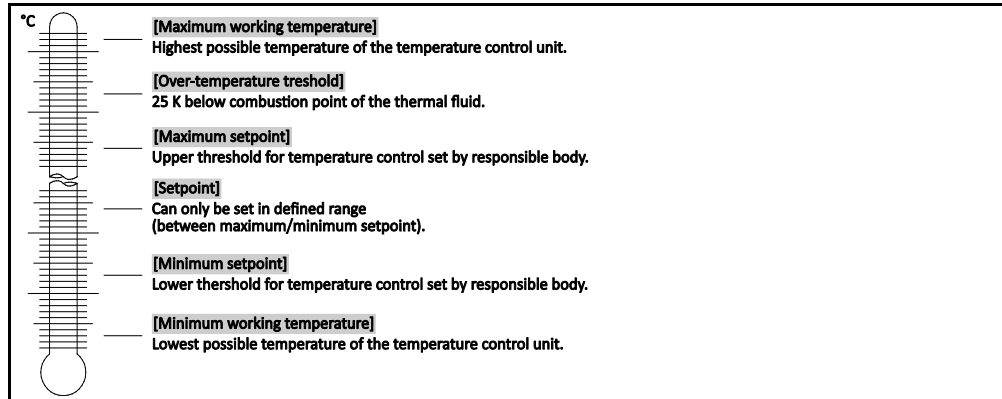 °C
[Maximum working temperature]
Highest possible temperature of the temperature control unit.
[Over-temperature treshold]
25 K below combustion point of the thermal fluid.
[Maximum setpoint]
Upper threshold for temperature control set by responsible body.
[Setpoint]
Can only be set in defined range
(between maximum/minimum setpoint).
[Minimum setpoint]
Lower thershold for temperature control set by responsible body.
[Minimum working temperature]
Lowest possible temperature of the temperature control unit.